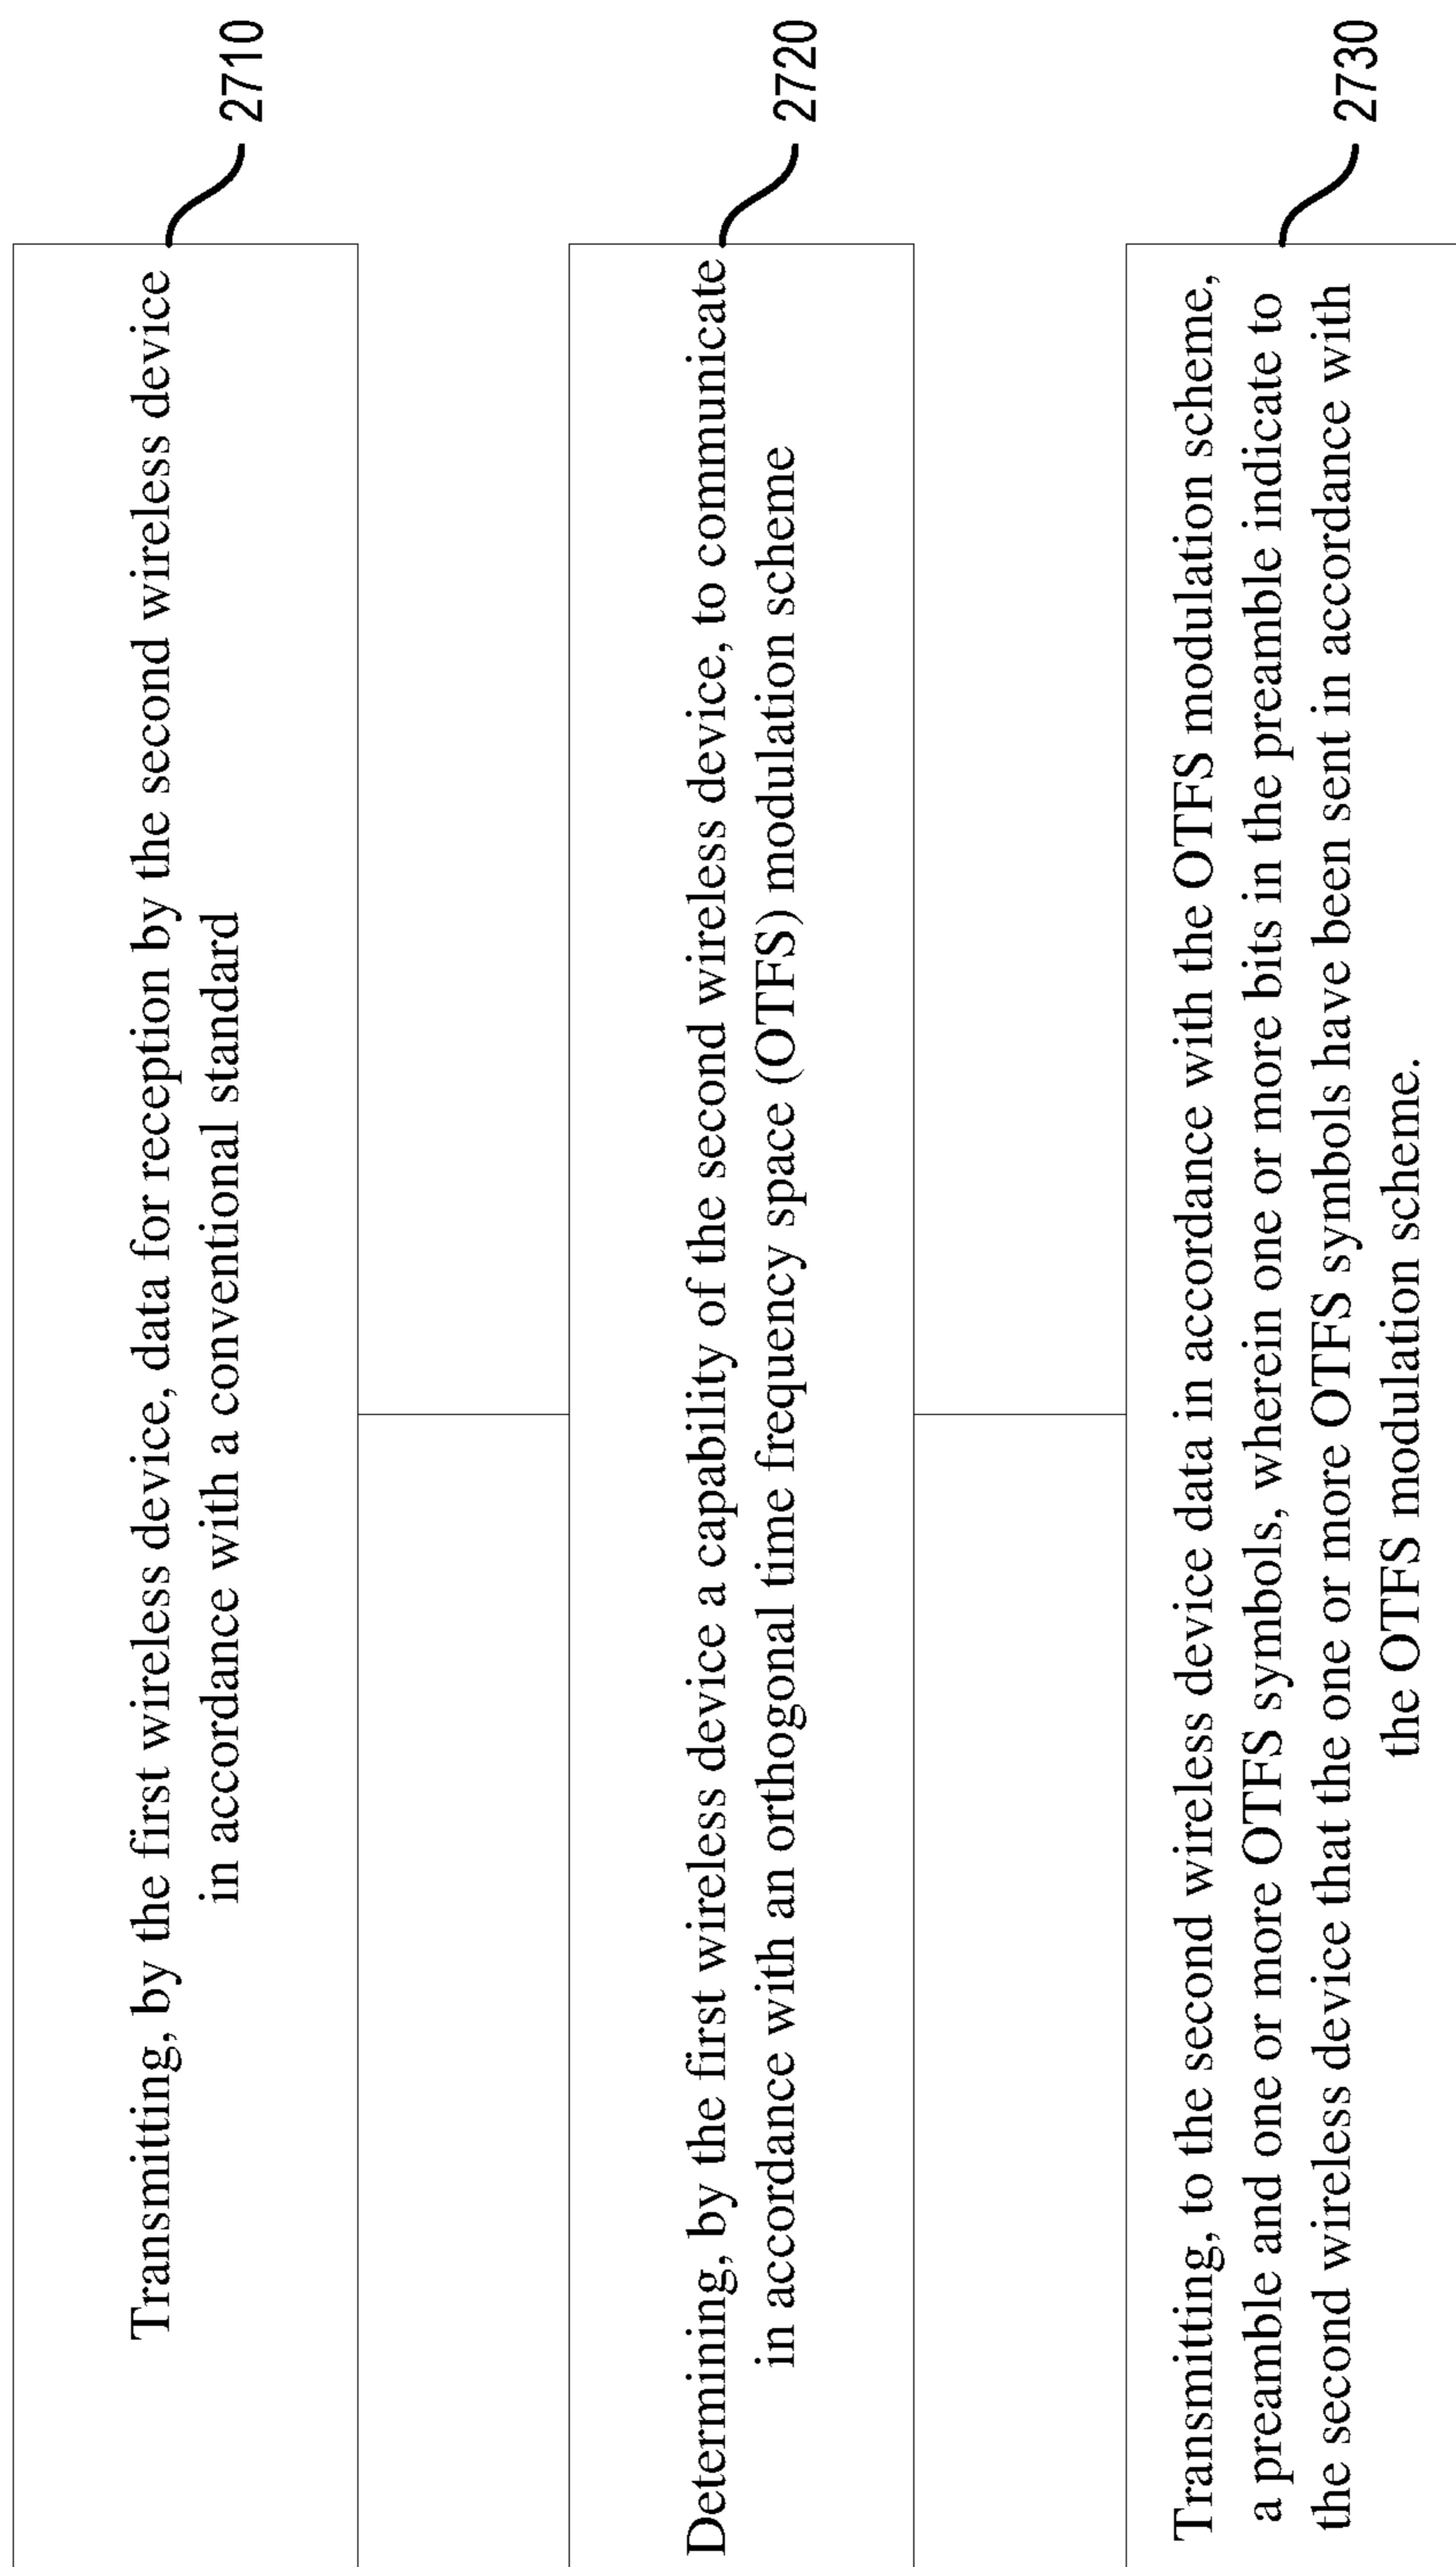 Transmitting, by the first wireless device, data for reception by the second wireless device
in accordance with a conventional standard
2710
Determining, by the first wireless device a capability of the second wireless device, to communicate
in accordance with an orthogonal time frequency space (OTFS) modulation scheme
2720
Transmitting, to the second wireless device data in accordance with the OTFS modulation scheme,
a preamble and one or more OTFS symbols, wherein one or more bits in the preamble indicate to
the second wireless device that the one or more OTFS symbols have been sent in accordance with
the OTFS modulation scheme.
2730